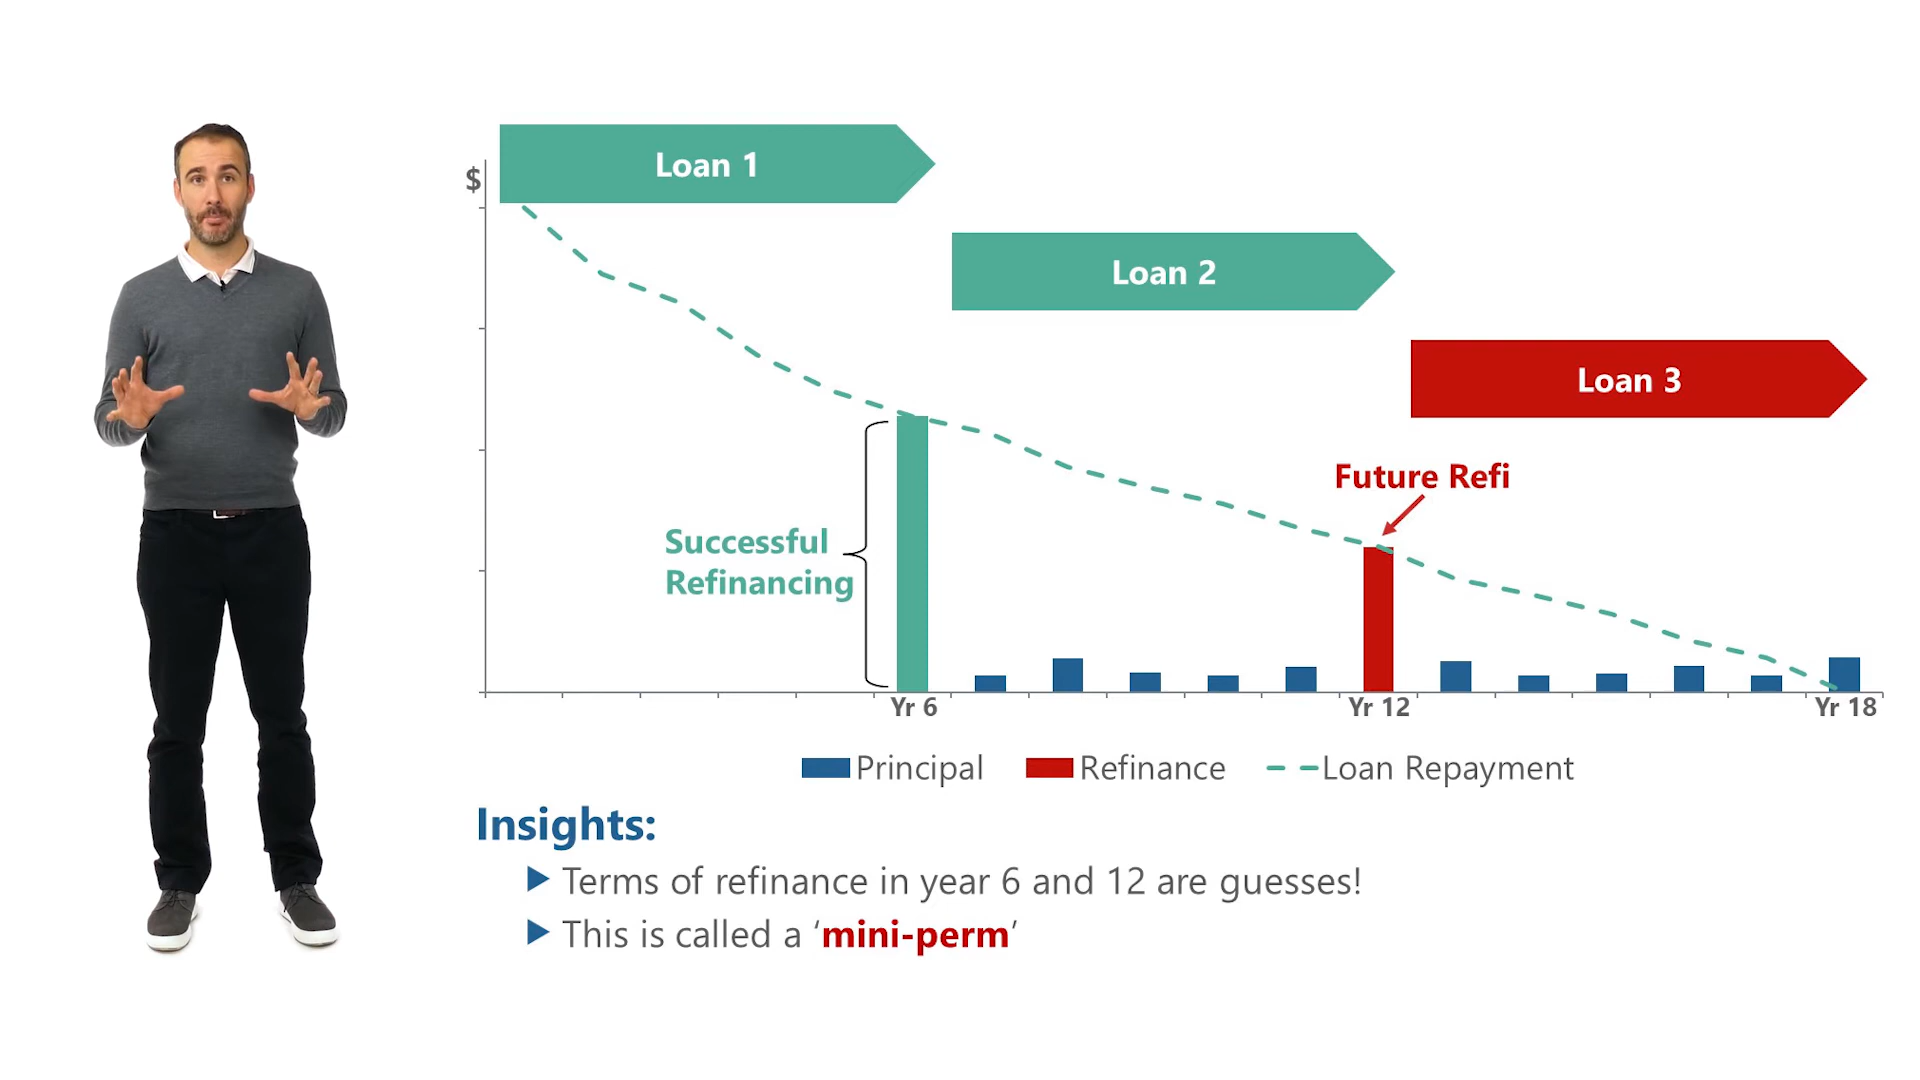 $
Loan 1
Loan 2
Loan 3
Future Refi
Successful
Refinancing
Yr 6
Yr 12
Yr 18
Principal
Refinance
Loan Repayment
Insights:
Terms of refinance in year 6 and 12 are guesses!
This is called a ‘mini-perm’